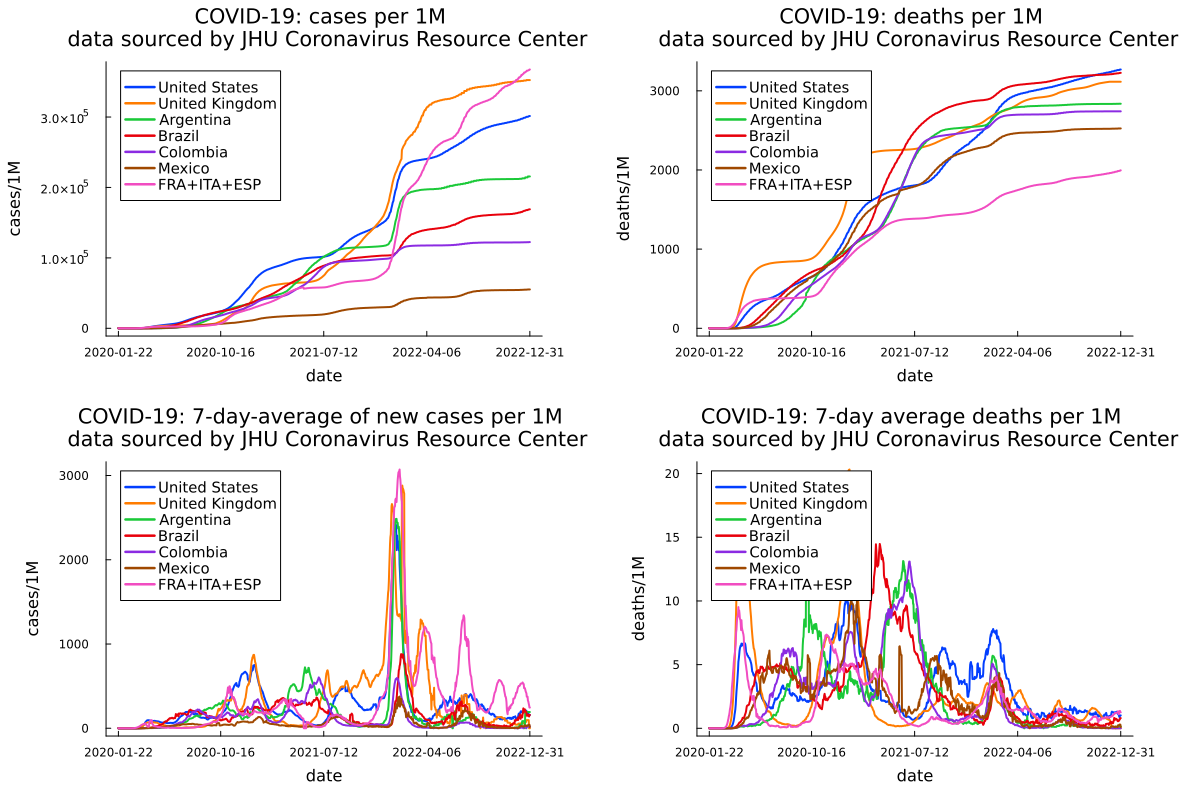 COVID-19: cases per 1M
data sourced by JHU Coronavirus Resource Center
cases/1M
3.0×10⁵
2.0×10⁵
1.0×10⁵
0
United States
United Kingdom
Argentina
Brazil
Colombia
Mexico
FRA+ITA+ESP
2020-01-22 2020-10-16 2021-07-12 2022-04-06 2022-12-31
date
COVID-19: deaths per 1M
data sourced by JHU Coronavirus Resource Center
deaths/1M
3000
2000
1000
0
United States
United Kingdom
Argentina
Brazil
Colombia
Mexico
FRA+ITA+ESP
2020-01-22 2020-10-16 2021-07-12 2022-04-06 2022-12-31
date
COVID-19: 7-day-average of new cases per 1M
data sourced by JHU Coronavirus Resource Center
cases/1M
3000
2000
1000
0
United States
United Kingdom
Argentina
Brazil
Colombia
Mexico
FRA+ITA+ESP
2020-01-22 2020-10-16 2021-07-12 2022-04-06 2022-12-31
date
COVID-19: 7-day average deaths per 1M
data sourced by JHU Coronavirus Resource Center
deaths/1M
20
15
10
5
0
United States
United Kingdom
Argentina
Brazil
Colombia
Mexico
FRA+ITA+ESP
2020-01-22 2020-10-16 2021-07-12 2022-04-06 2022-12-31
date